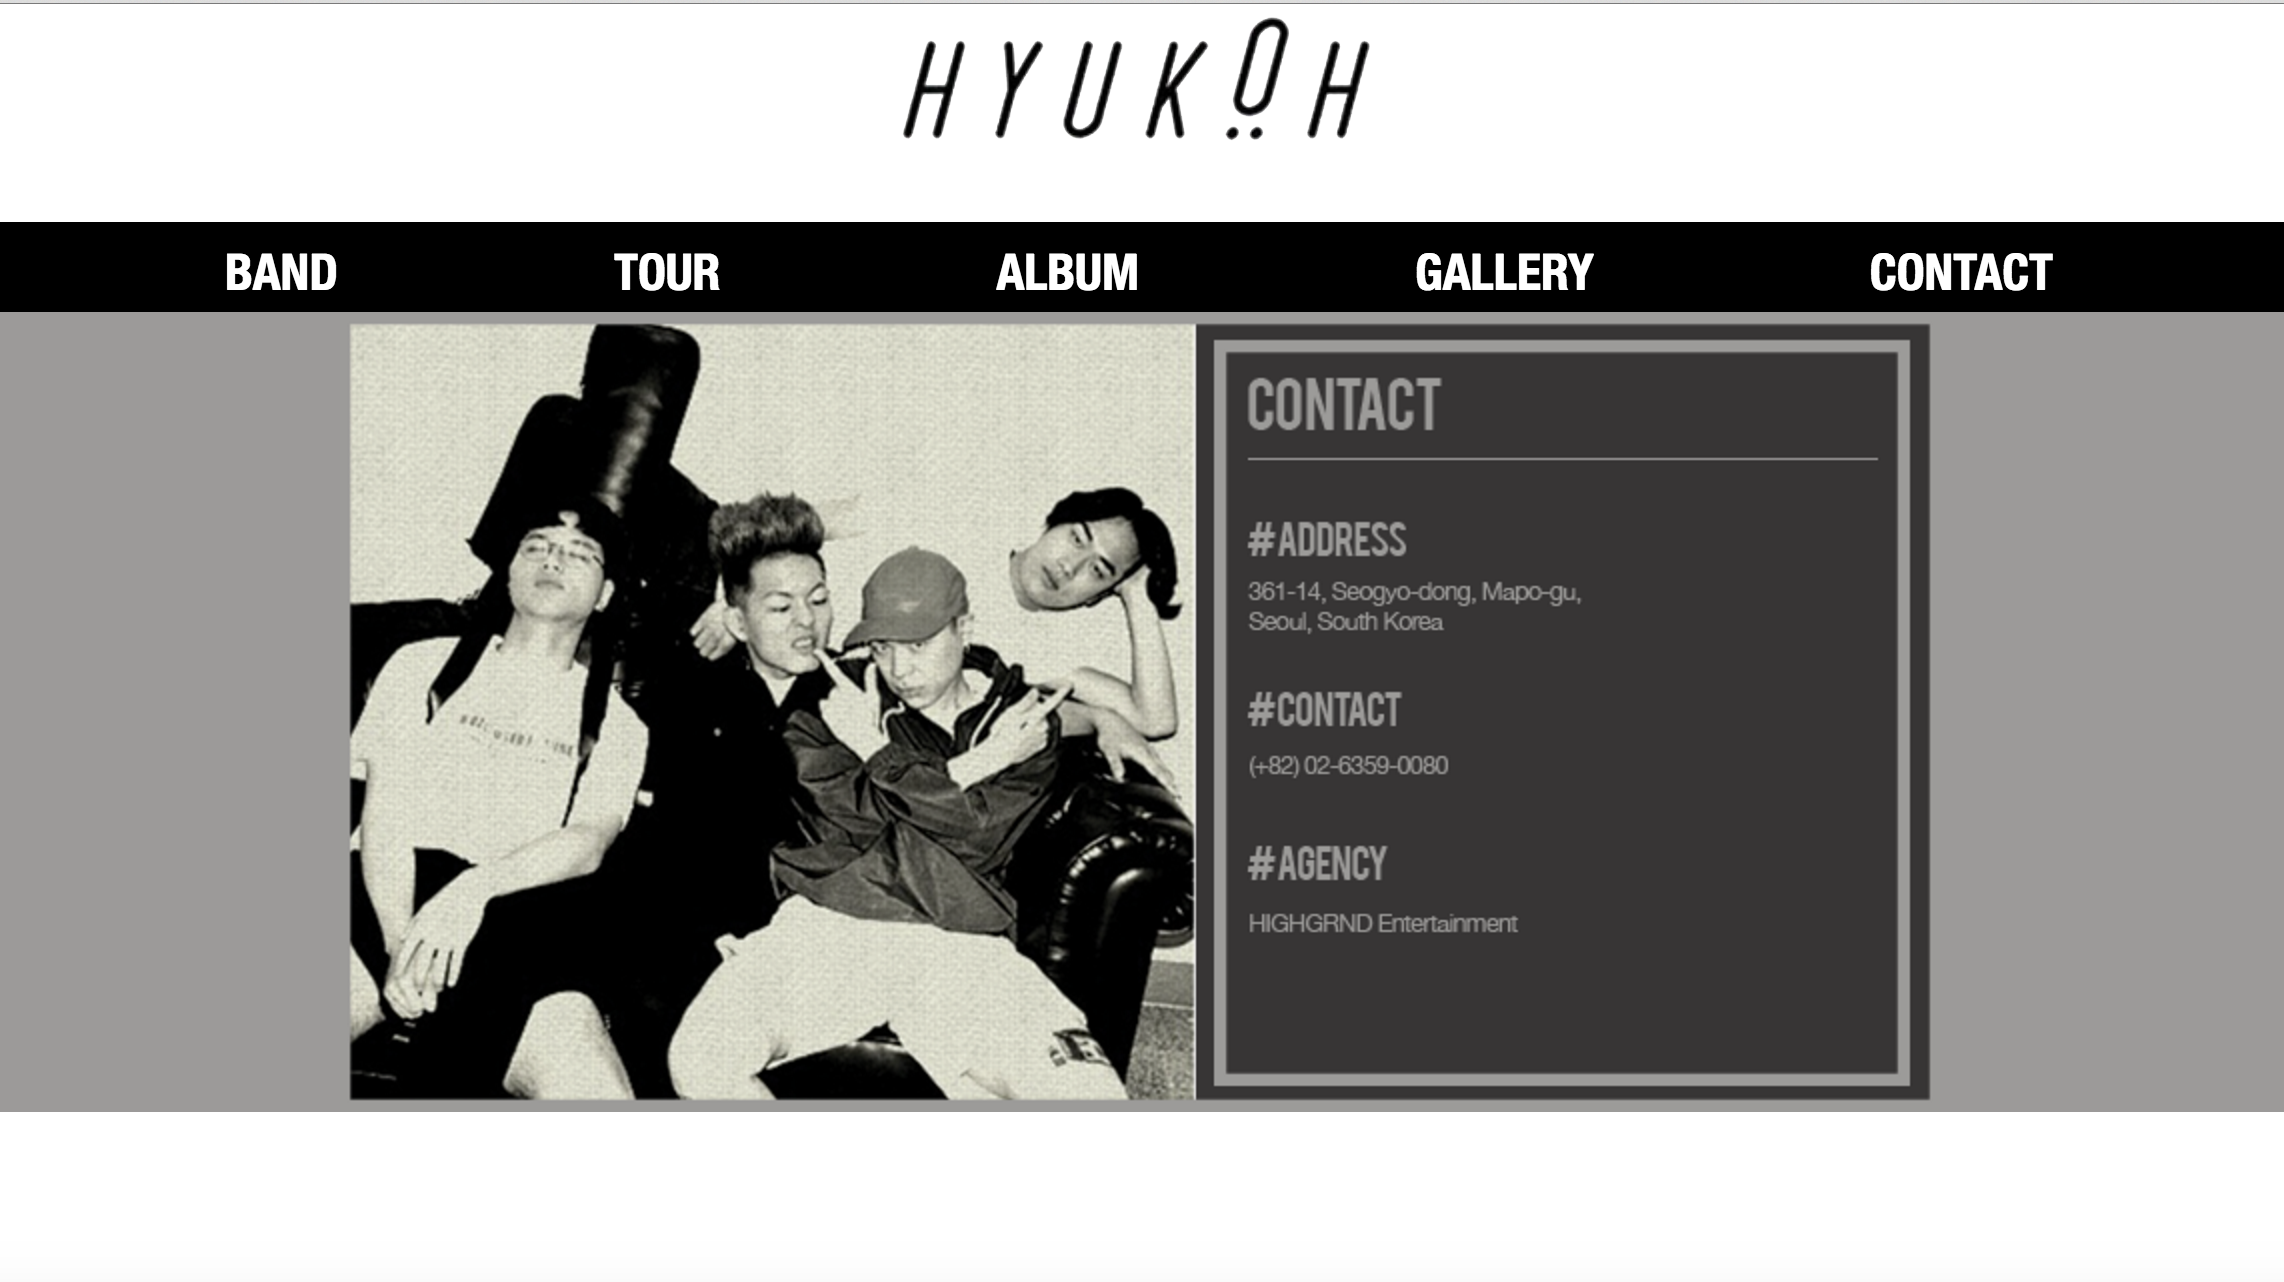 HYUKOH
BAND TOUR ALBUM GALLERY CONTACT
CONTACT
#ADDRESS
361-14, Seogyo-dong, Mapo-gu,
Seoul, South Korea
#CONTACT
(+82) 02-6359-0080
#AGENCY
HIGHGRND Entertainment